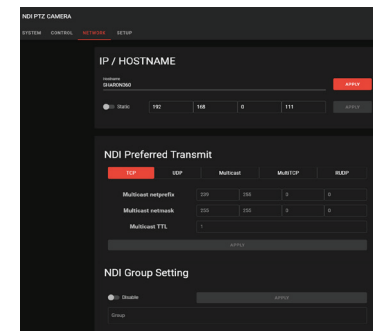 NDI PTZ CAMERA
SYSTEM CONTROL NETWORK SETUP
IP / HOSTNAME
Hostname
SHARON360
APPLY
Static 192 168 0 111 APPLY
NDI Preferred Transmit
TCP UDP Multicast MultiTCP RUDP
Multicast netprefix 239 255 0 0
Multicast netmask 255 255 0 0
Multicast TTL 1
APPLY
NDI Group Setting
Disable APPLY
Group